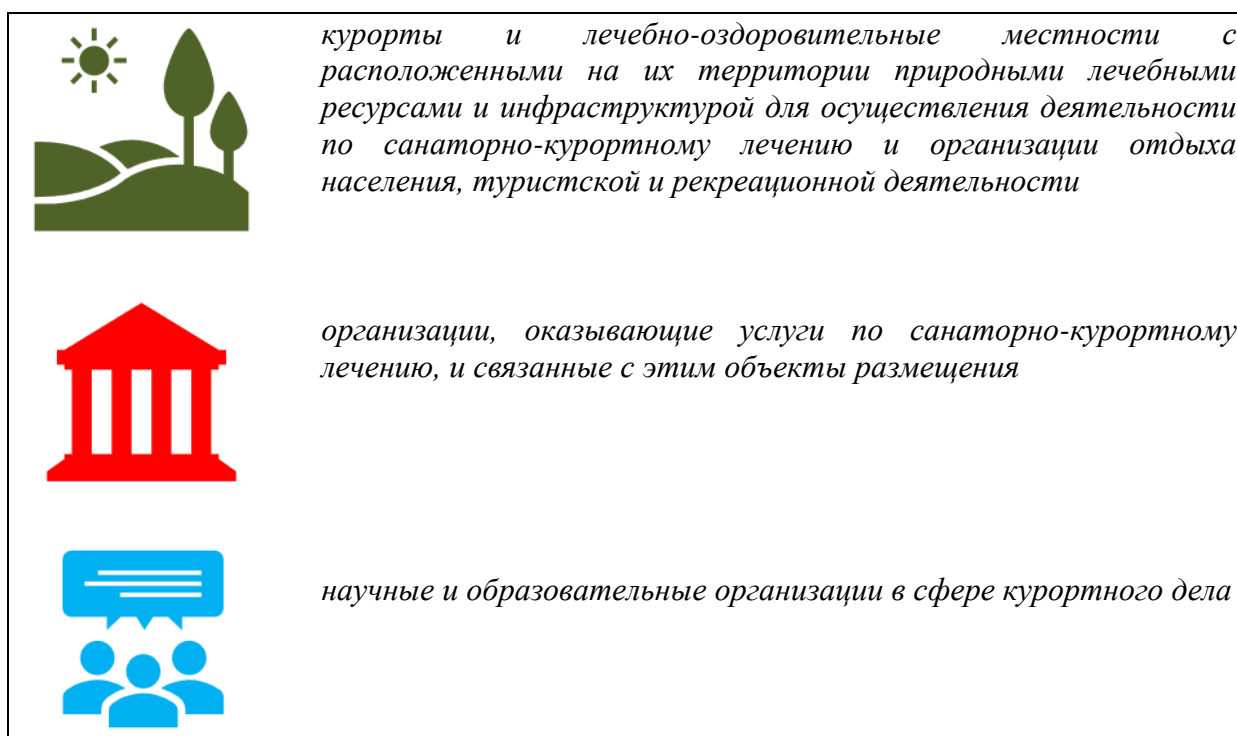 курорты и лечебно-оздоровительные местности с
расположенными на их территории природными лечебными
ресурсами и инфраструктурой для осуществления деятельности
по санаторно-курортному лечению и организации отдыха
населения, туристской и рекреационной деятельности
организации, оказывающие услуги по санаторно-курортному
лечению, и связанные с этим объекты размещения
научные и образовательные организации в сфере курортного дела